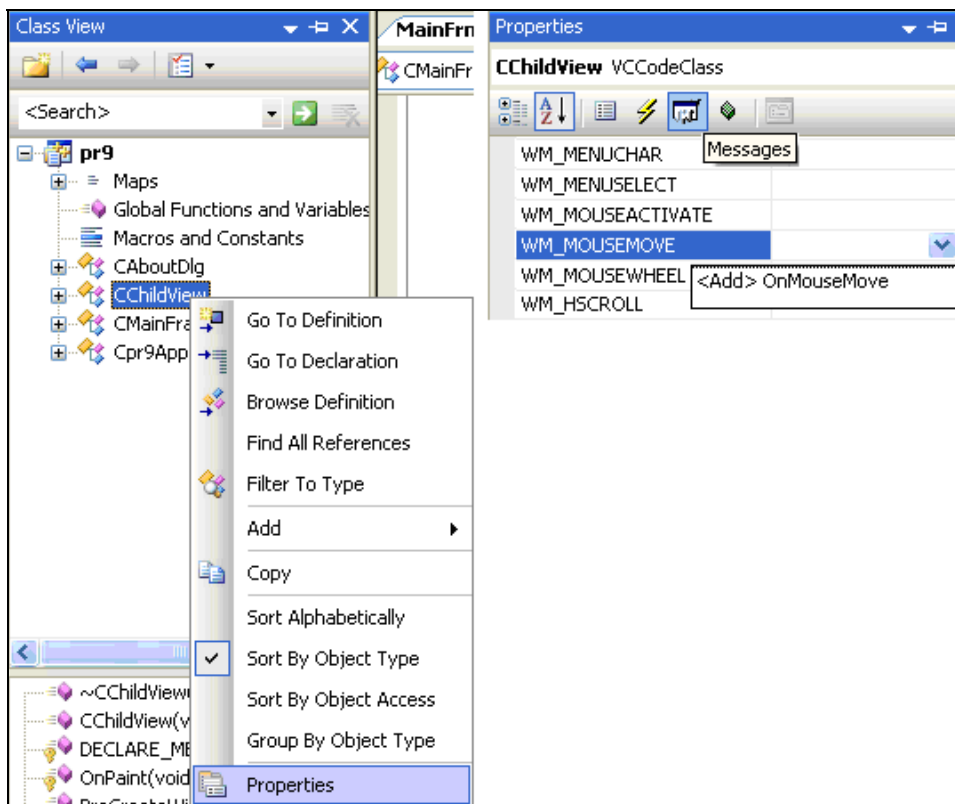 Class View
<Search>
pr9
Maps
Global Functions and Variables
Macros and Constants
CAboutDlg
CChildView
CMainFra
Cpr9App
Go To Definition
Go To Declaration
Browse Definition
Find All References
Filter To Type
Add
Copy
Sort Alphabetically
Sort By Object Type
Sort By Object Access
Group By Object Type
Properties
~CChildView
CChildView(v
DECLARE_ME
OnPaint(void
MainFrn
CMainFr
Properties
CChildView VCCodeClass
Messages
WM_MENUCHAR
WM_MENUSELECT
WM_MOUSEACTIVATE
WM_MOUSEMOVE
WM_MOUSEWHEEL
<Add> OnMouseMove
WM_HSCROLL